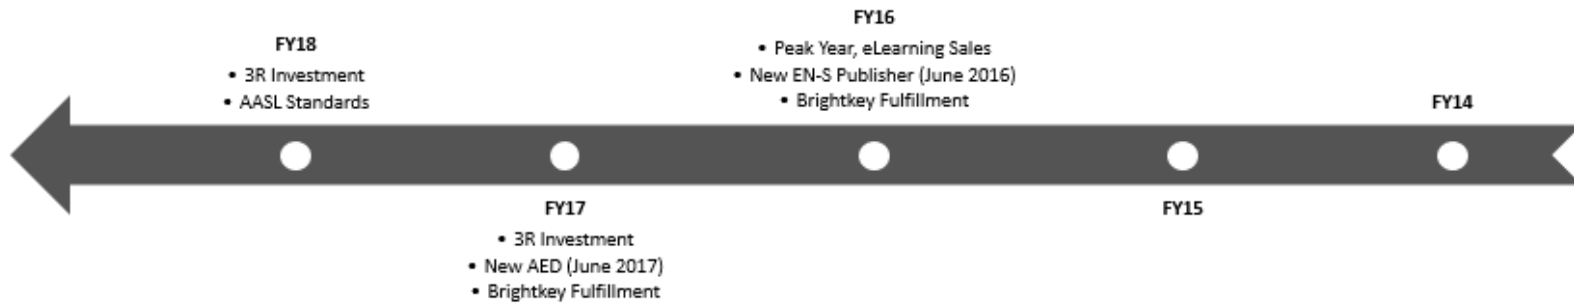 FY18
• 3R Investment
• AASL Standards
FY17
• 3R Investment
• New AED (June 2017)
• Brightkey Fulfillment
FY16
• Peak Year, eLearning Sales
• New EN-S Publisher (June 2016)
• Brightkey Fulfillment
FY15
FY14